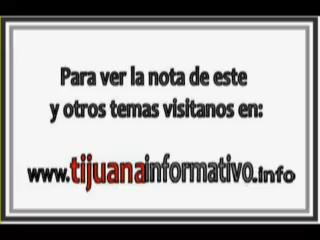 Para ver la nota de este
y otros temas visitanos en:
www.tijuanainformativo.info